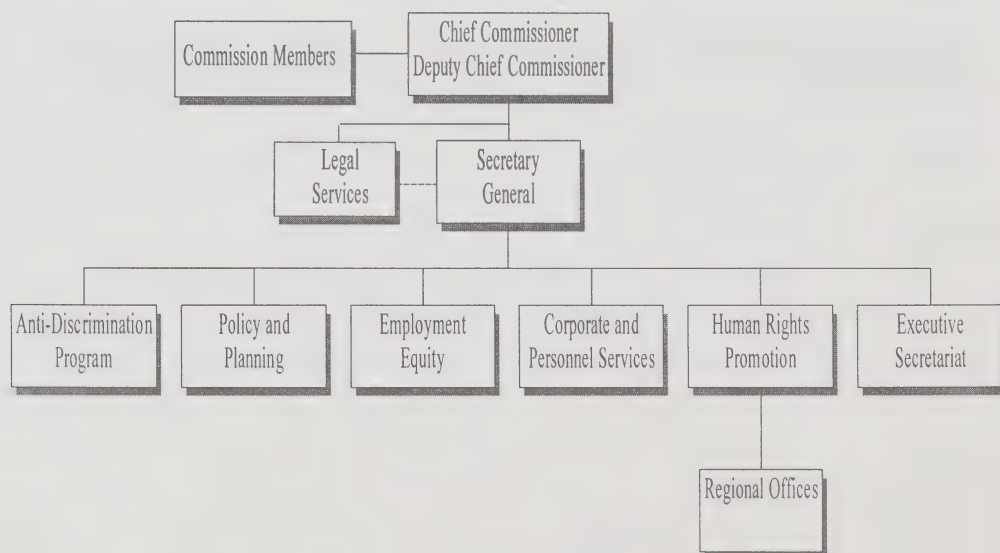 Commission Members
Chief Commissioner
Deputy Chief Commissioner
Legal
Services
Secretary
General
Anti-Discrimination
Program
Policy and
Planning
Employment
Equity
Corporate and
Personnel Services
Human Rights
Promotion
Executive
Secretariat
Regional Offices